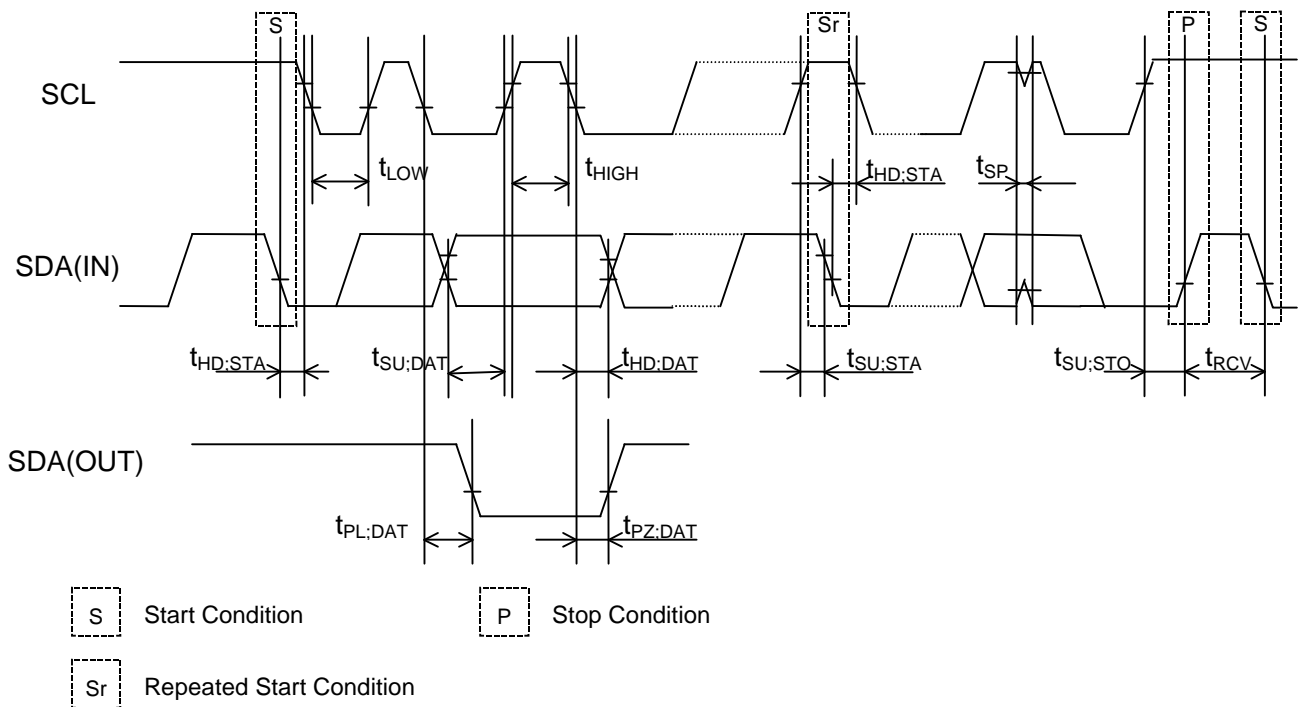 S Sr P S
SCL
tLOW tHIGH tHD;STA tSP
SDA(IN)
tHD;STA tSU;DAT tHD;DAT tSU;STA tSU;STO tRCV
SDA(OUT)
tPL;DAT tPZ;DAT
S Start Condition P Stop Condition
Sr Repeated Start Condition